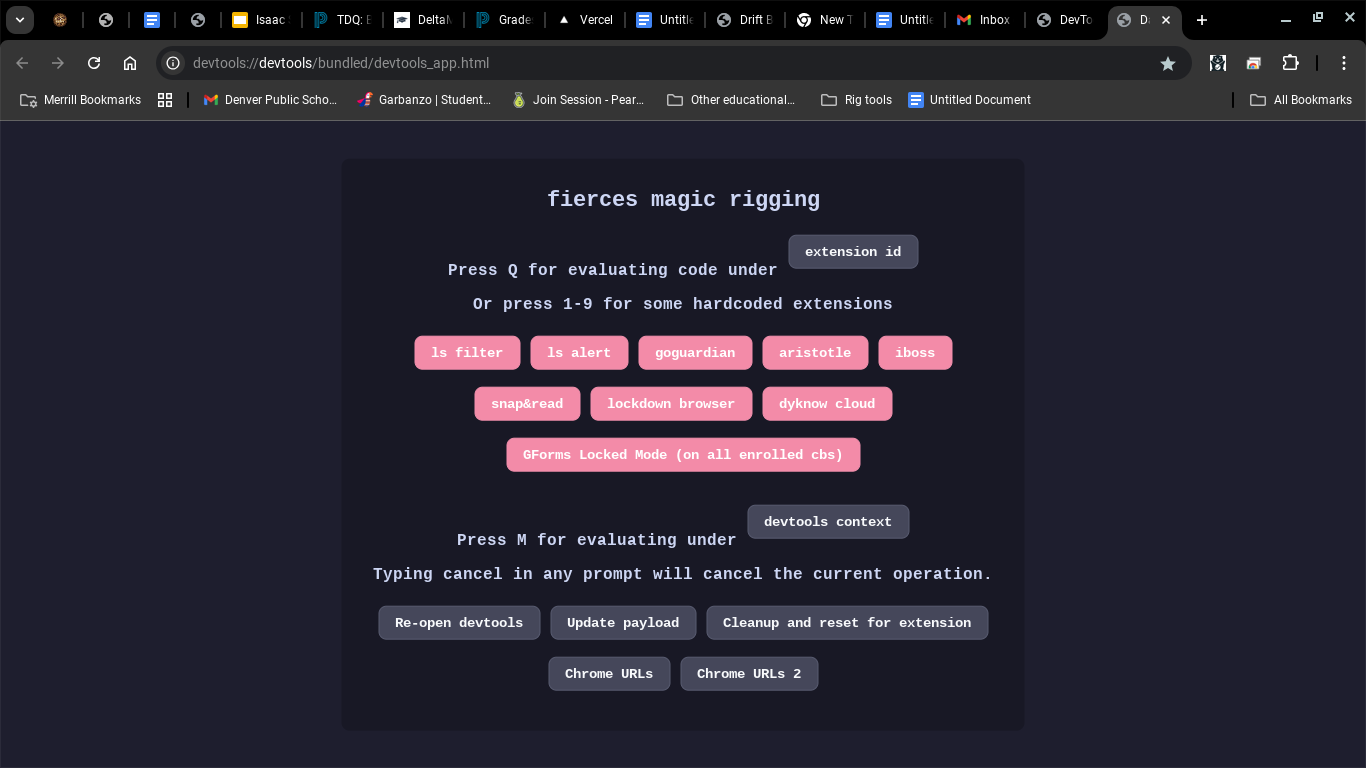 Isaac
TDQ: E
DeltaM
Grade
Vercel
Untitle
Drift B
New T
Untitle
Inbox
DevTo
devtools://devtools/bundled/devtools_app.html
Merrill Bookmarks
Denver Public Scho...
Garbanzo | Student...
Join Session - Pear...
Other educational...
Rig tools
Untitled Document
All Bookmarks
fierces magic rigging
Press Q for evaluating code under extension id
Or press 1-9 for some hardcoded extensions
ls filter ls alert goguardian aristotle iboss
snap&read lockdown browser dyknow cloud
GForms Locked Mode (on all enrolled cbs)
Press M for evaluating under devtools context
Typing cancel in any prompt will cancel the current operation.
Re-open devtools Update payload Cleanup and reset for extension
Chrome URLs Chrome URLs 2